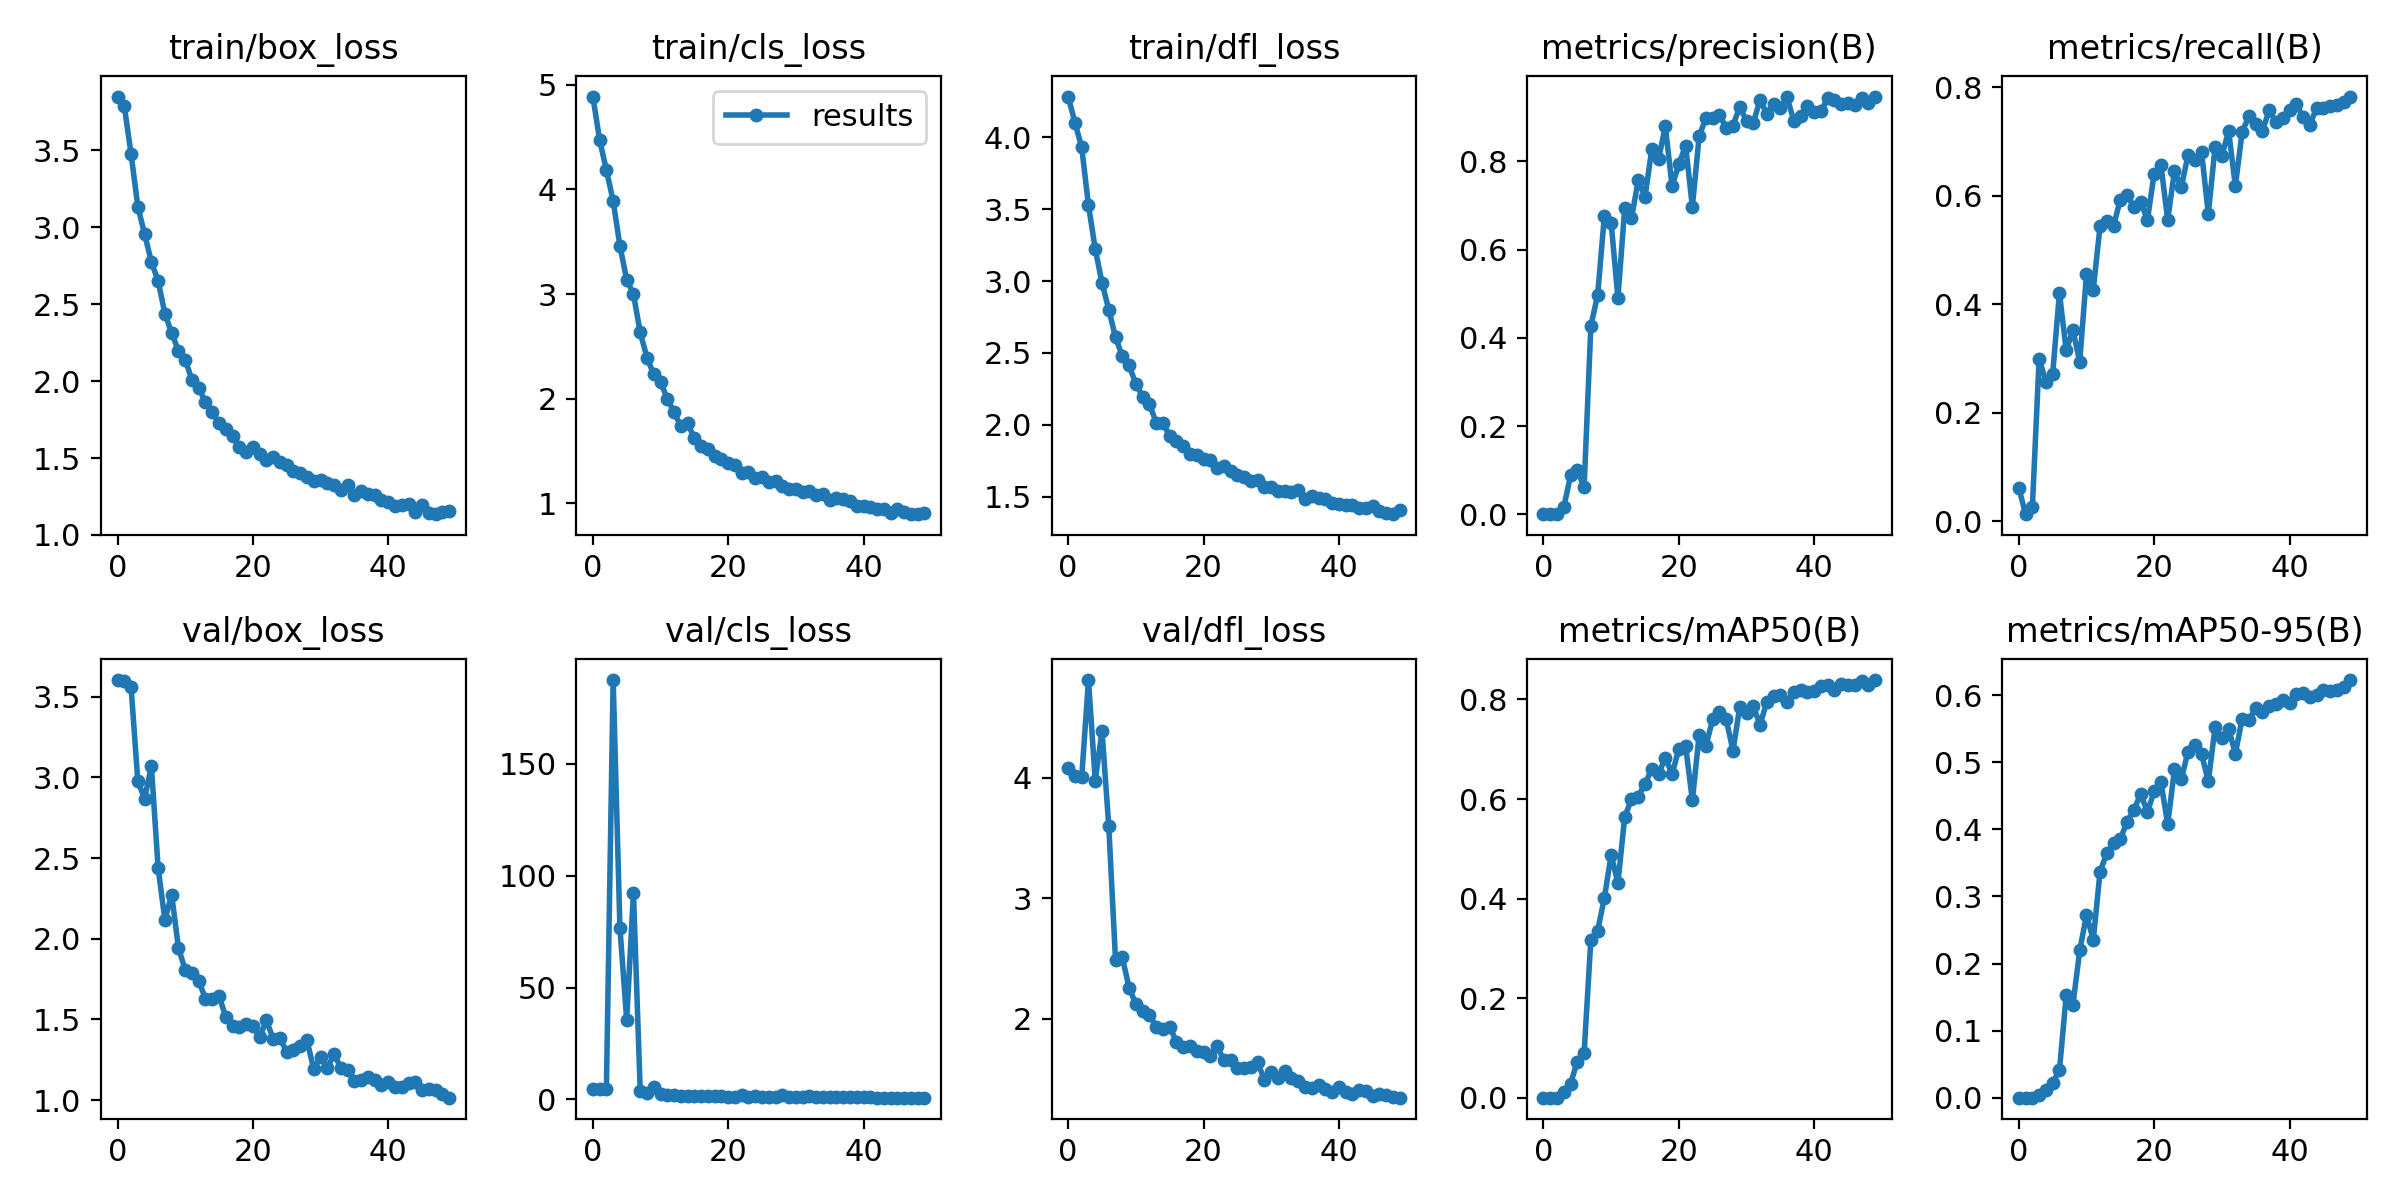 train/box_loss
3.5
3.0
2.5
2.0
1.5
1.0
0 20 40
train/cls_loss
results
5
4
3
2
1
0 20 40
train/dfl_loss
4.0
3.5
3.0
2.5
2.0
1.5
0 20 40
metrics/precision(B)
0.8
0.6
0.4
0.2
0.0
0 20 40
metrics/recall(B)
0.8
0.6
0.4
0.2
0.0
0 20 40
val/box_loss
3.5
3.0
2.5
2.0
1.5
1.0
0 20 40
val/cls_loss
150
100
50
0
0 20 40
val/dfl_loss
4
3
2
0 20 40
metrics/mAP50(B)
0.8
0.6
0.4
0.2
0.0
0 20 40
metrics/mAP50-95(B)
0.6
0.5
0.4
0.3
0.2
0.1
0.0
0 20 40